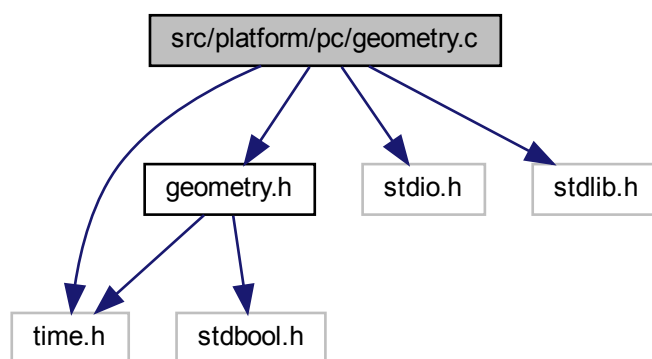 src/platform/pc/geometry.c
geometry.h
stdio.h
stdlib.h
time.h
stdbool.h